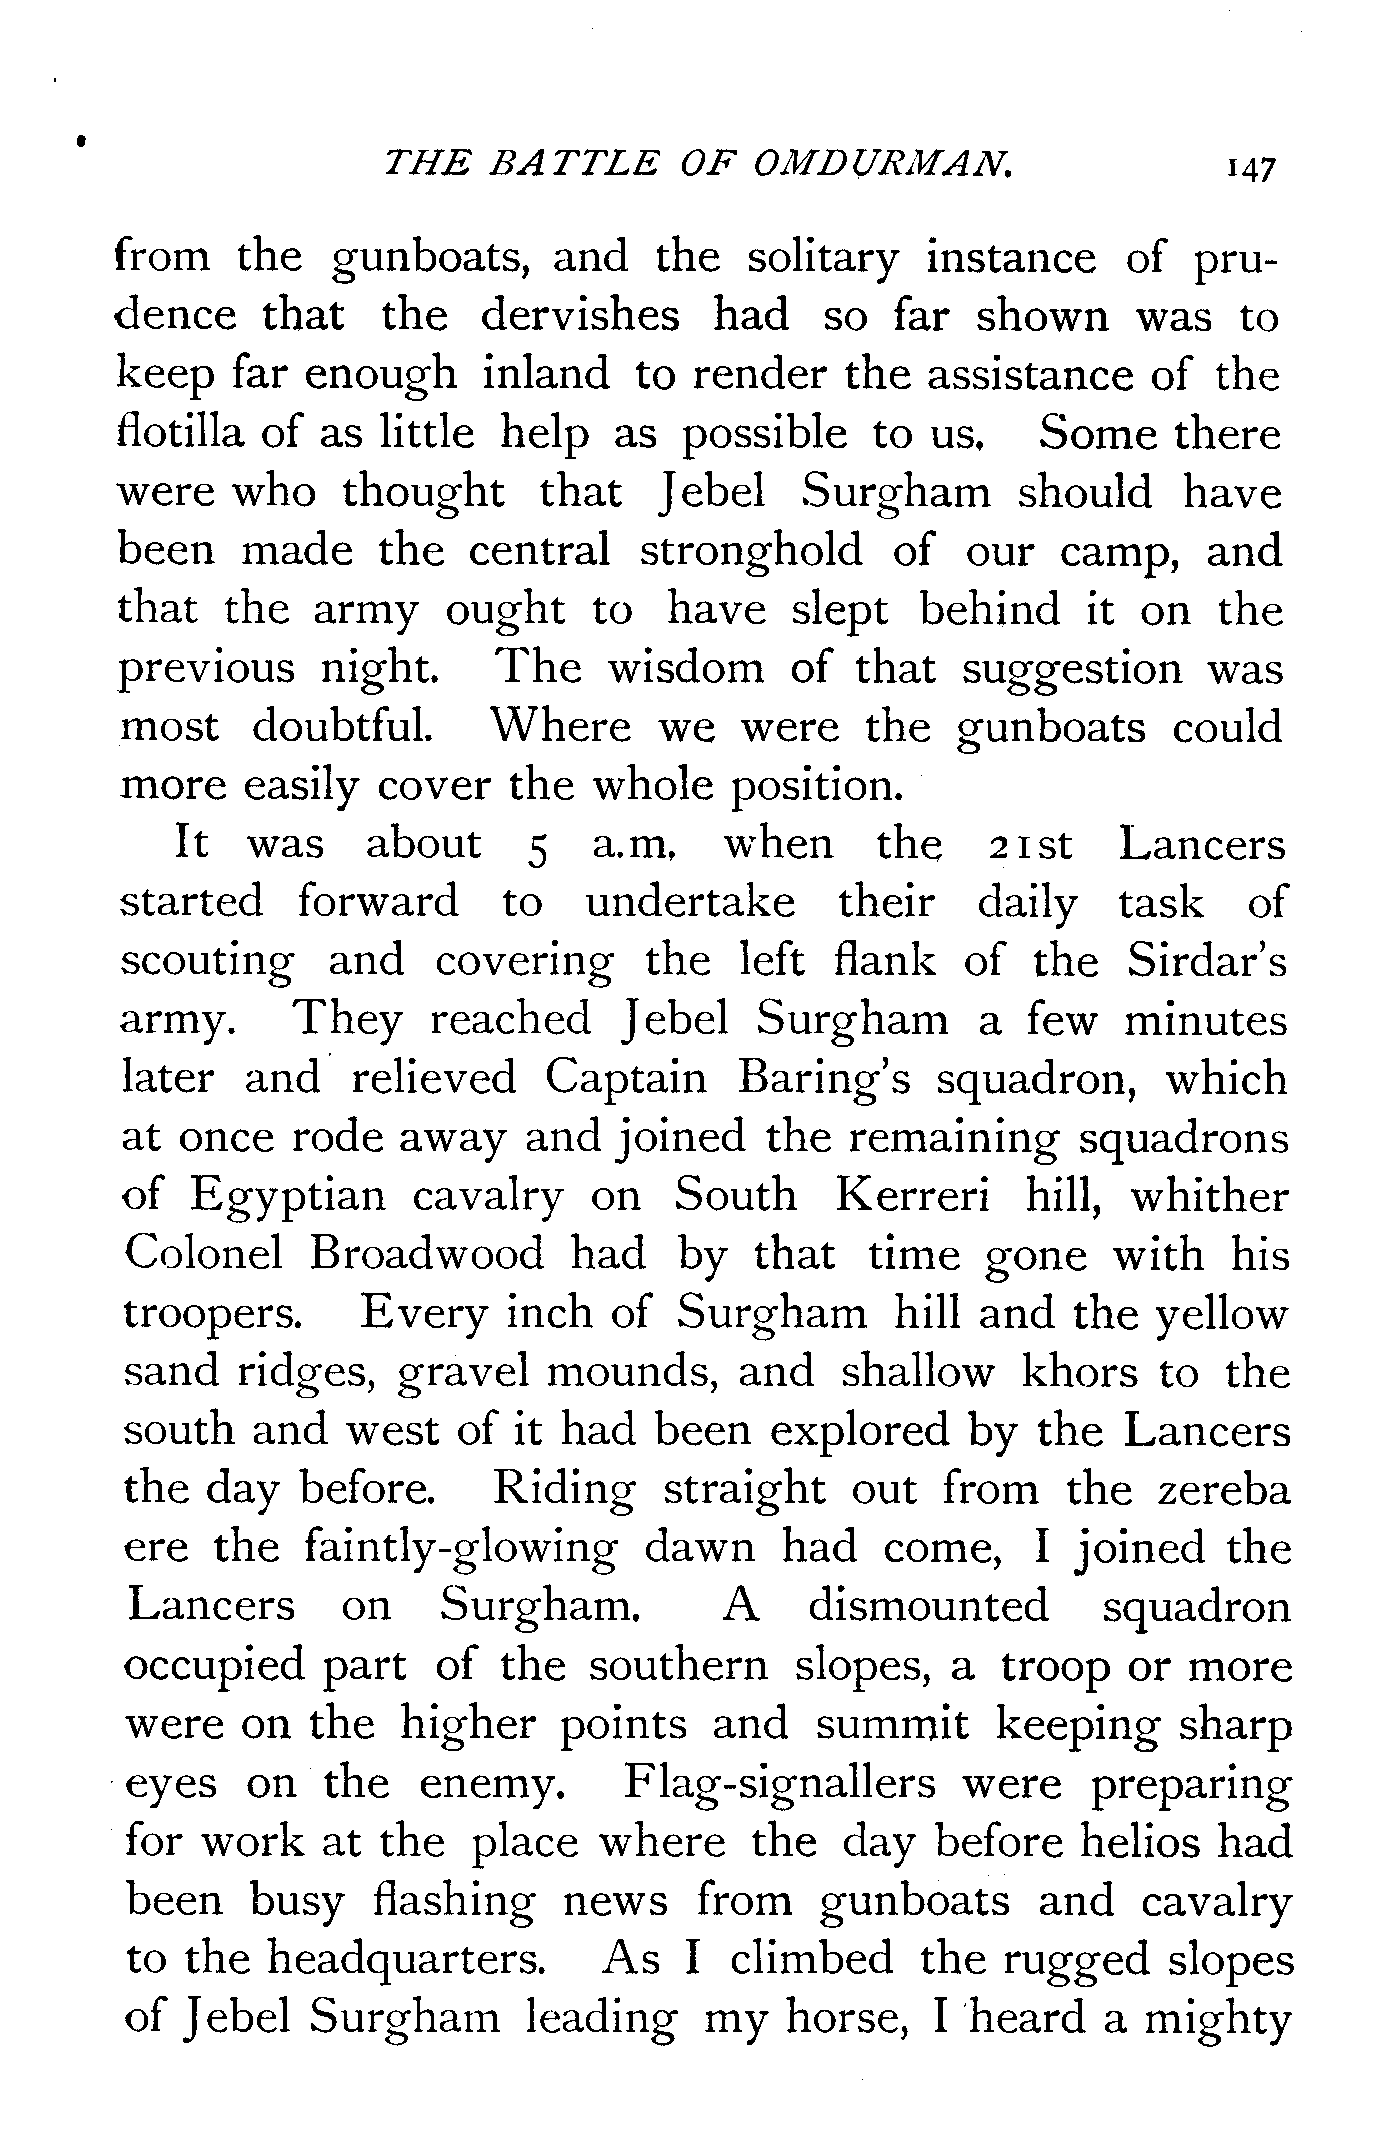 THE BATTLE OF OMDURMAN. 147
from the gunboats, and the solitary instance of pru-
dence that the dervishes had so far shown was to
keep far enough inland to render the assistance of the
flotilla of as little help as possible to us. Some there
were who thought that Jebel Surgham should have
been made the central stronghold of our camp, and
that the army ought to have slept behind it on the
previous night. The wisdom of that suggestion was
most doubtful. Where we were the gunboats could
more easily cover the whole position.
It was about 5 a.m. when the 21st Lancers
started forward to undertake their daily task of
scouting and covering the left flank of the Sirdar's
army. They reached Jebel Surgham a few minutes
later and relieved Captain Baring's squadron, which
at once rode away and joined the remaining squadrons
of Egyptian cavalry on South Kerreri hill, whither
Colonel Broadwood had by that time gone with his
troopers. Every inch of Surgham hill and the yellow
sand ridges, gravel mounds, and shallow khors to the
south and west of it had been explored by the Lancers
the day before. Riding straight out from the zereba
ere the faintly-glowing dawn had come, I joined the
Lancers on Surgham. A dismounted squadron
occupied part of the southern slopes, a troop or more
were on the higher points and summit keeping sharp
eyes on the enemy. Flag-signallers were preparing
for work at the place where the day before helios had
been busy flashing news from gunboats and cavalry
to the headquarters. As I climbed the rugged slopes
of Jebel Surgham leading my horse, I heard a mighty